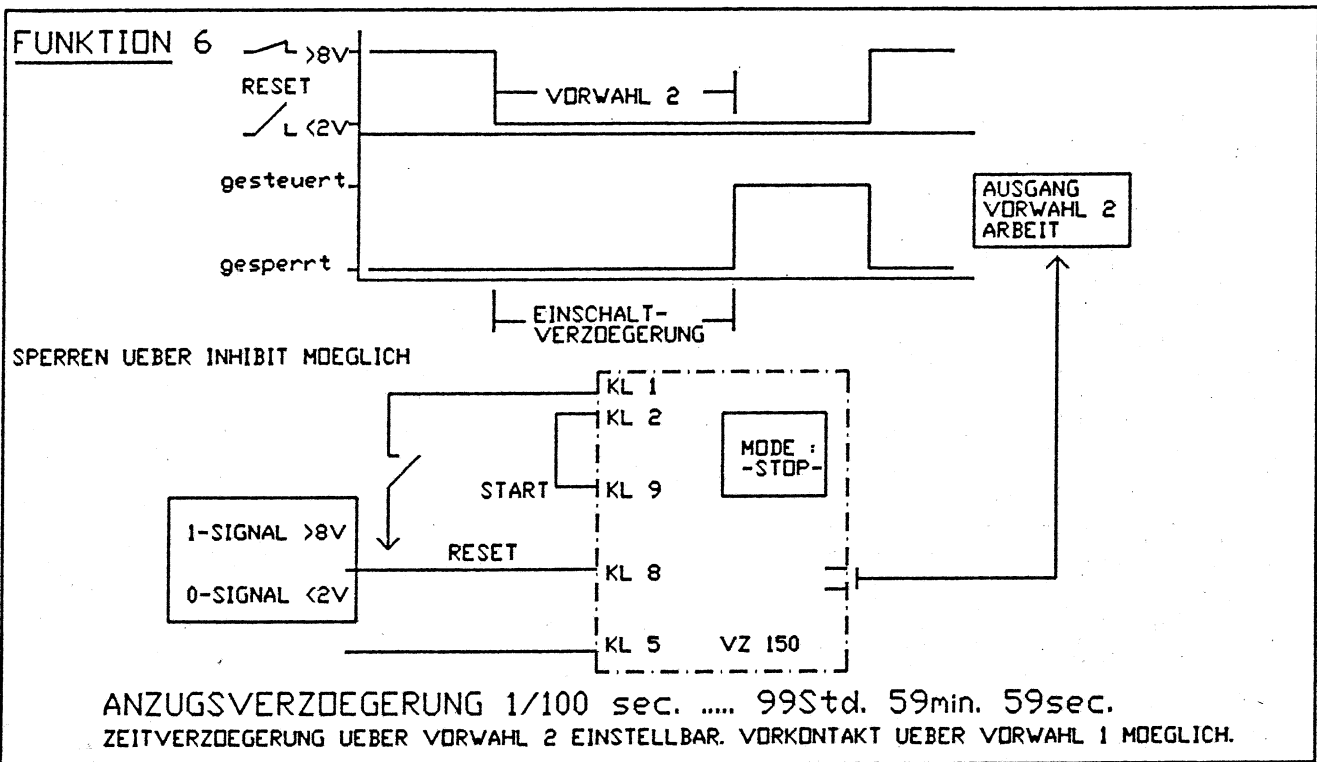 FUNKTION 6
>8V
RESET
<2V
VORWAHL 2
gesteuert
gesperrt
AUSGANG
VORWAHL 2
ARBEIT
EINSCHALT-
VERZOEGERUNG
SPERREN UEBER INHIBIT MOEGLICH
KL 1
KL 2
MODE :
-STOP-
START
KL 9
1-SIGNAL >8V
RESET
KL 8
0-SIGNAL <2V
KL 5
VZ 150
ANZUGSVERZOEGERUNG 1/100 sec. ..... 99Std. 59min. 59sec.
ZEITVERZOEGERUNG UEBER VORWAHL 2 EINSTELLBAR. VORKONTAKT UEBER VORWAHL 1 MOEGLICH.